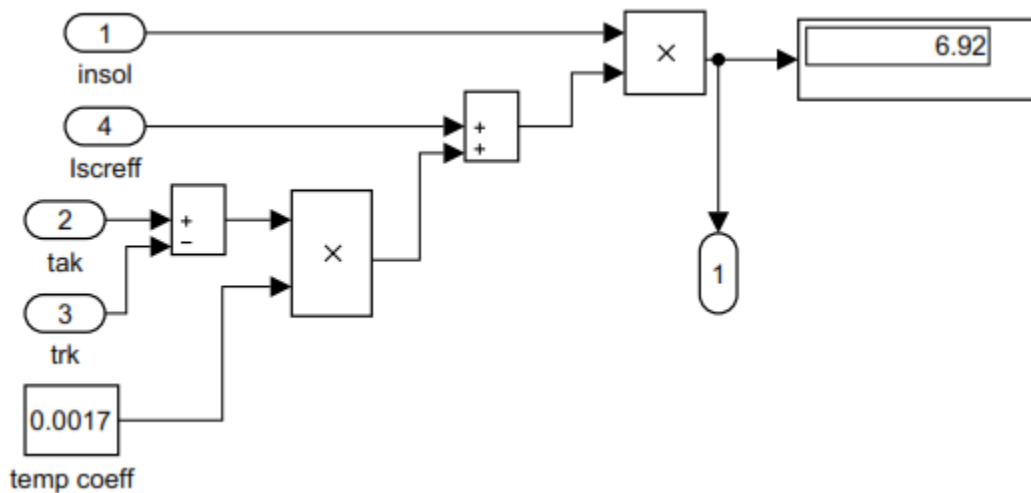 1
insol
6.92
×
4
Iscreff
+
+
2
tak
+
−
×
3
trk
1
0.0017
temp coeff